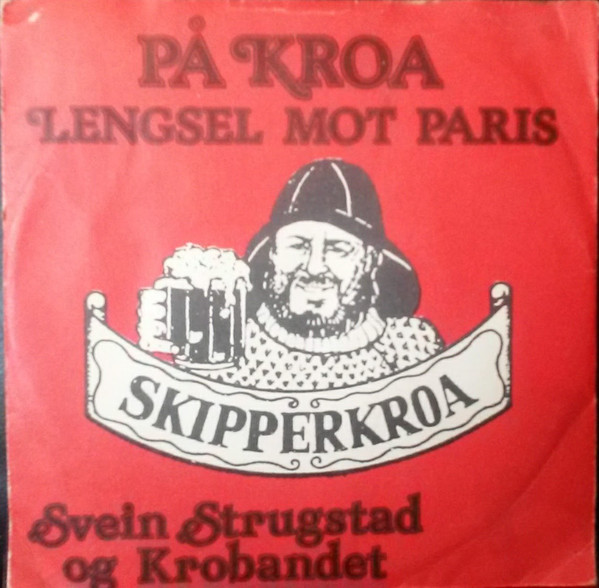 PÅ KROA
LENGSEL MOT PARIS
SKIPPERKROA
Svein Strugstad
og Krobandet